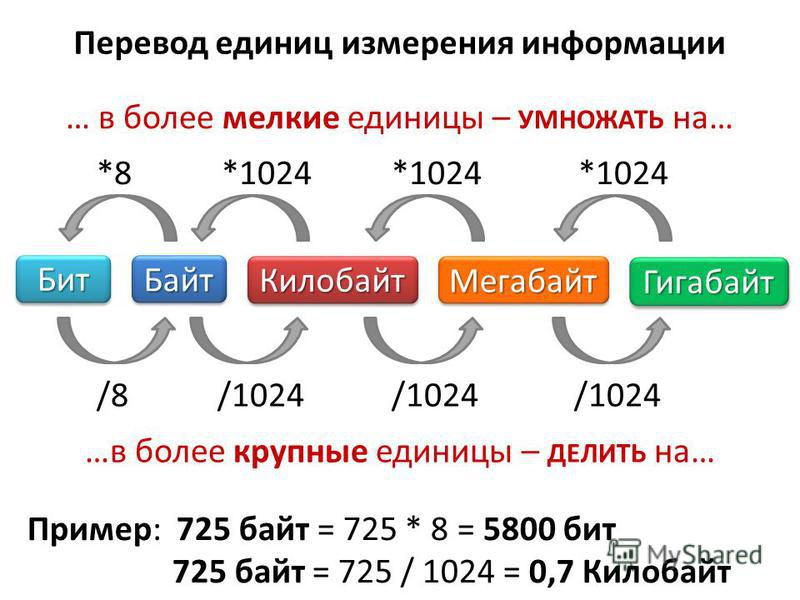 Перевод единиц измерения информации
… в более мелкие единицы – УМНОЖАТЬ на…
*8 *1024 *1024 *1024
Бит Байт Килобайт Мегабайт Гигабайт
/8 /1024 /1024 /1024
…в более крупные единицы – ДЕЛИТЬ на…
Пример: 725 байт = 725 * 8 = 5800 бит
725 байт = 725 / 1024 = 0,7 Килобайт
MyShared